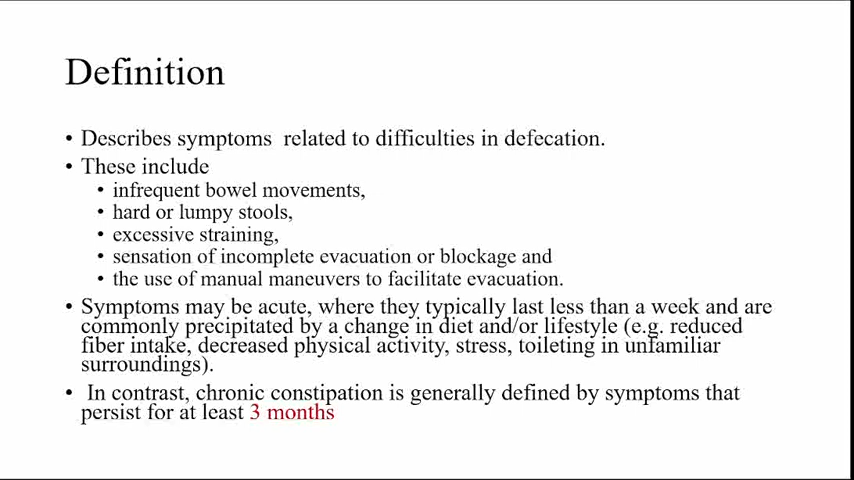 Definition
• Describes symptoms  related to difficulties in defecation.
• These include
• infrequent bowel movements,
• hard or lumpy stools,
• excessive straining,
• sensation of incomplete evacuation or blockage and
• the use of manual maneuvers to facilitate evacuation.
• Symptoms may be acute, where they typically last less than a week and are
commonly precipitated by a change in diet and/or lifestyle (e.g. reduced
fiber intake, decreased physical activity, stress, toileting in unfamiliar
surroundings).
• In contrast, chronic constipation is generally defined by symptoms that
persist for at least 3 months